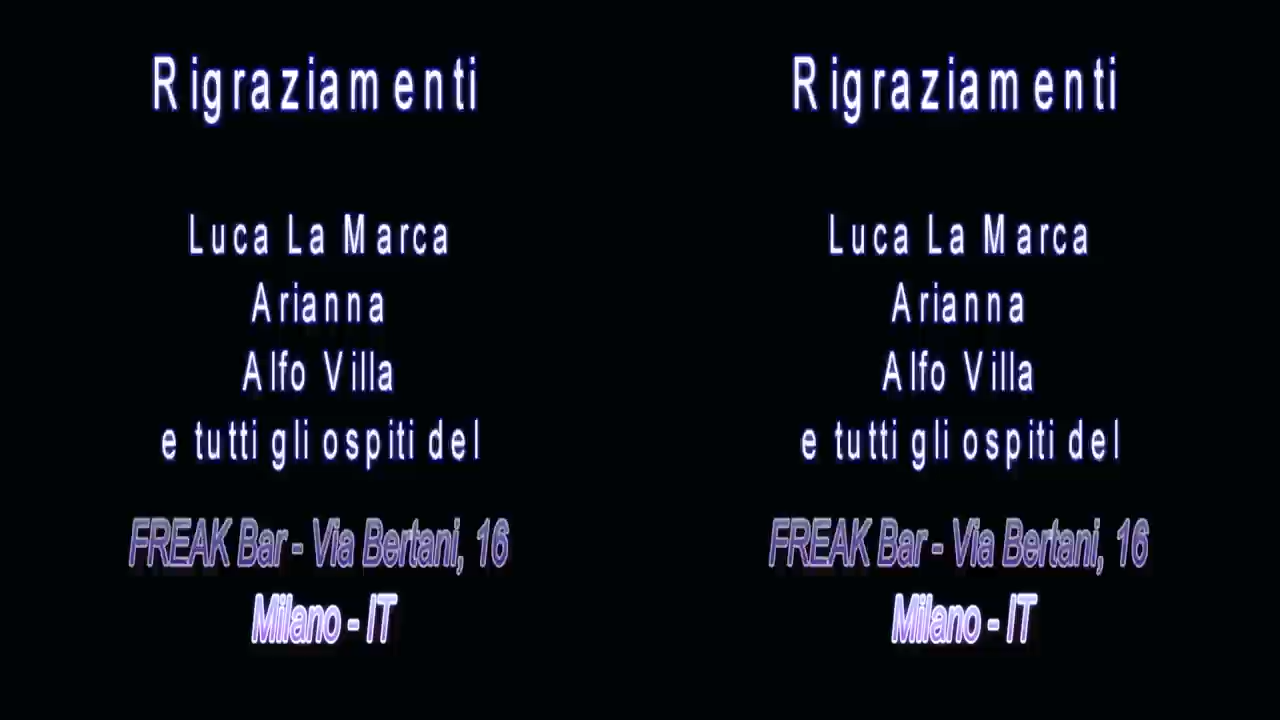 Rigraziamenti
Luca La Marca
Arianna
Alfo Villa
e tutti gli ospiti del
FREAK Bar - Via Bertani, 16
Milano - IT
Rigraziamenti
Luca La Marca
Arianna
Alfo Villa
e tutti gli ospiti del
FREAK Bar - Via Bertani, 16
Milano - IT